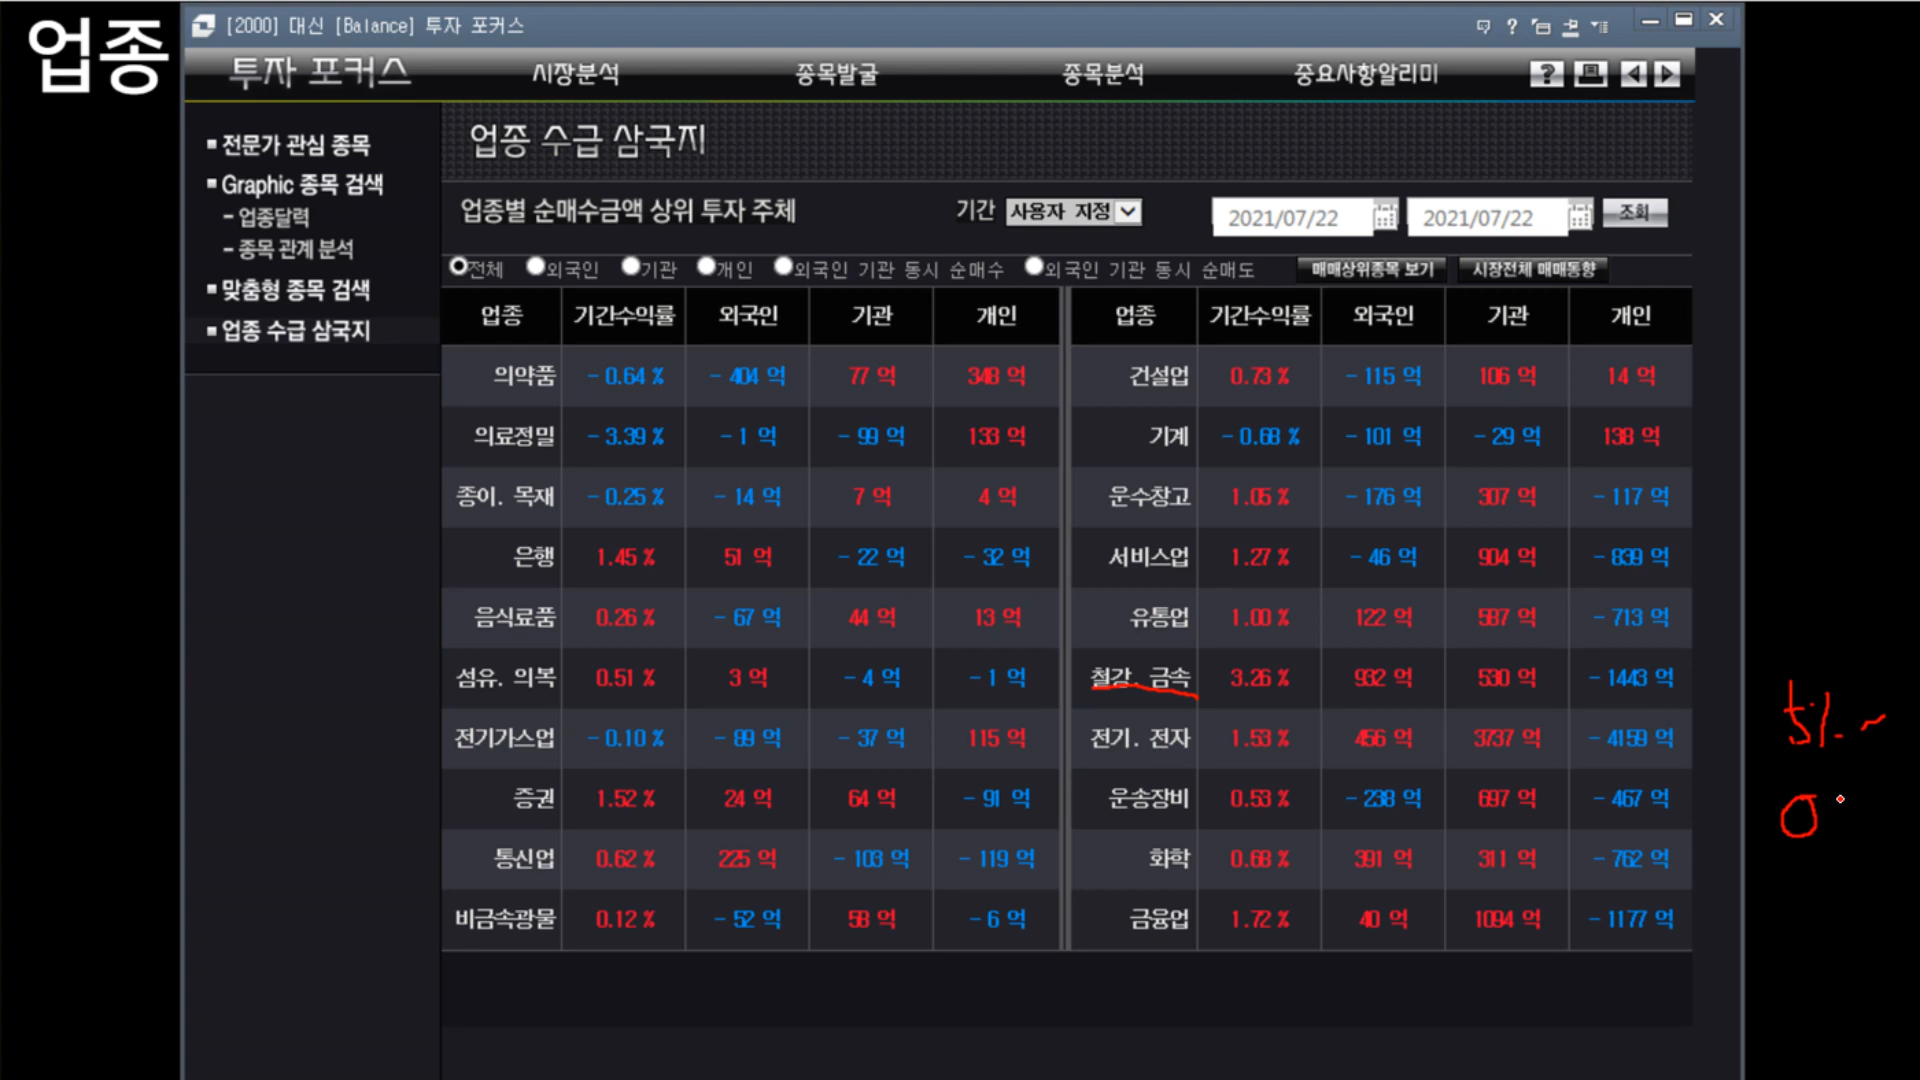 업종
[2000] 대신 [Balance] 투자 포커스
투자 포커스 시장분석 종목발굴 종목분석 중요사항알리미
전문가 관심 종목
Graphic 종목 검색
- 업종달력
- 종목 관계 분석
맞춤형 종목 검색
업종 수급 삼국지
업종 수급 삼국지
업종별 순매수금액 상위 투자 주체 기간 사용자 지정 2021/07/22 2021/07/22 조회
전체 외국인 기관 개인 외국인 기관 동시 순매수 외국인 기관 동시 순매도 매매상위종목 보기 시장전체 매매동향
업종 기간수익률 외국인 기관 개인 업종 기간수익률 외국인 기관 개인
의약품 - 0.64 % - 404 억 77 억 348 억 건설업 0.73 % - 115 억 106 억 14 억
의료정밀 - 3.39 % - 1 억 - 99 억 133 억 기계 - 0.68 % - 101 억 - 29 억 138 억
종이. 목재 - 0.25 % - 14 억 7 억 4 억 운수창고 1.05 % - 176 억 307 억 - 117 억
은행 1.45 % 51 억 - 22 억 - 32 억 서비스업 1.27 % - 46 억 904 억 - 839 억
음식료품 0.26 % - 67 억 44 억 13 억 유통업 1.00 % 122 억 587 억 - 713 억
섬유. 의복 0.51 % 3 억 - 4 억 - 1 억 철강. 금속 3.26 % 932 억 530 억 - 1443 억
전기가스업 - 0.10 % - 89 억 - 37 억 115 억 전기. 전자 1.53 % 456 억 3737 억 - 4159 억
증권 1.52 % 24 억 64 억 - 91 억 운송장비 0.53 % - 238 억 697 억 - 467 억
통신업 0.62 % 225 억 - 103 억 - 119 억 화학 0.68 % 391 억 311 억 - 762 억
비금속광물 0.12 % - 52 억 58 억 - 6 억 금융업 1.72 % 40 억 1094 억 - 1177 억